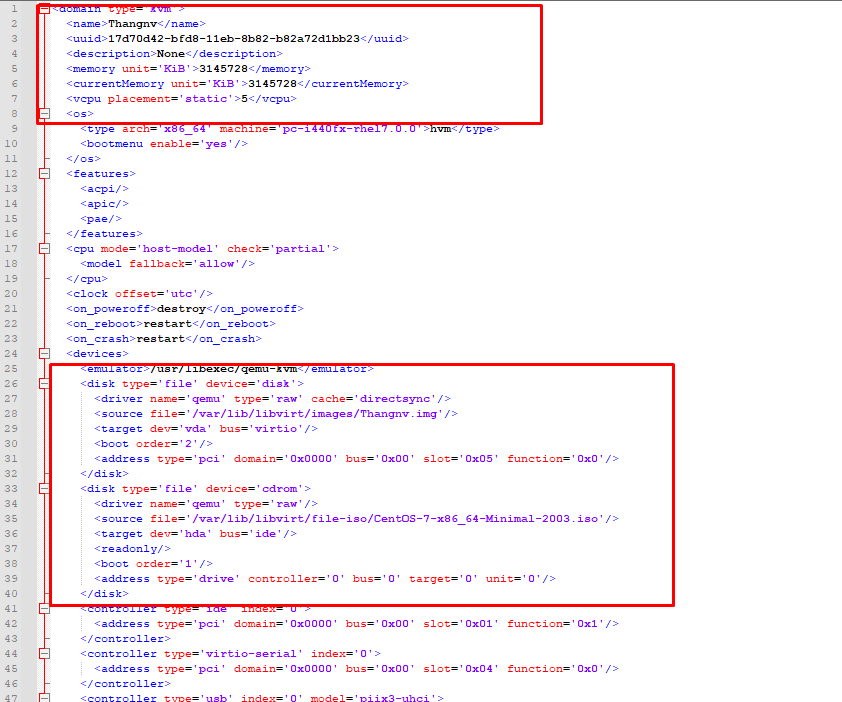 1 <domain type='kvm'>
2 <name>Thangnv</name>
3 <uuid>17d70d42-bfd8-11eb-8b82-b82a72d1bb23</uuid>
4 <description>None</description>
5 <memory unit='KiB'>3145728</memory>
6 <currentMemory unit='KiB'>3145728</currentMemory>
7 <vcpu placement='static'>5</vcpu>
8 <os>
9 <type arch='x86_64' machine='pc-i440fx-rhel7.0.0'>hvm</type>
10 <bootmenu enable='yes'/>
11 </os>
12 <features>
13 <acpi/>
14 <apic/>
15 <pae/>
16 </features>
17 <cpu mode='host-model' check='partial'>
18 <model fallback='allow'/>
19 </cpu>
20 <clock offset='utc'/>
21 <on_poweroff>destroy</on_poweroff>
22 <on_reboot>restart</on_reboot>
23 <on_crash>restart</on_crash>
24 <devices>
25 <emulator>/usr/libexec/qemu-kvm</emulator>
26 <disk type='file' device='disk'>
27 <driver name='qemu' type='raw' cache='directsync'/>
28 <source file='/var/lib/libvirt/images/Thangnv.img'/>
29 <target dev='vda' bus='virtio'/>
30 <boot order='2'/>
31 <address type='pci' domain='0x0000' bus='0x00' slot='0x05' function='0x0'/>
32 </disk>
33 <disk type='file' device='cdrom'>
34 <driver name='qemu' type='raw'/>
35 <source file='/var/lib/libvirt/file-iso/CentOS-7-x86_64-Minimal-2003.iso'/>
36 <target dev='hda' bus='ide'/>
37 <readonly/>
38 <boot order='1'/>
39 <address type='drive' controller='0' bus='0' target='0' unit='0'/>
40 </disk>
41 <controller type='ide' index='0'>
42 <address type='pci' domain='0x0000' bus='0x00' slot='0x01' function='0x1'/>
43 </controller>
44 <controller type='virtio-serial' index='0'>
45 <address type='pci' domain='0x0000' bus='0x00' slot='0x04' function='0x0'/>
46 </controller>
47 <controller type='usb' index='0' model='piix3-uhci'>